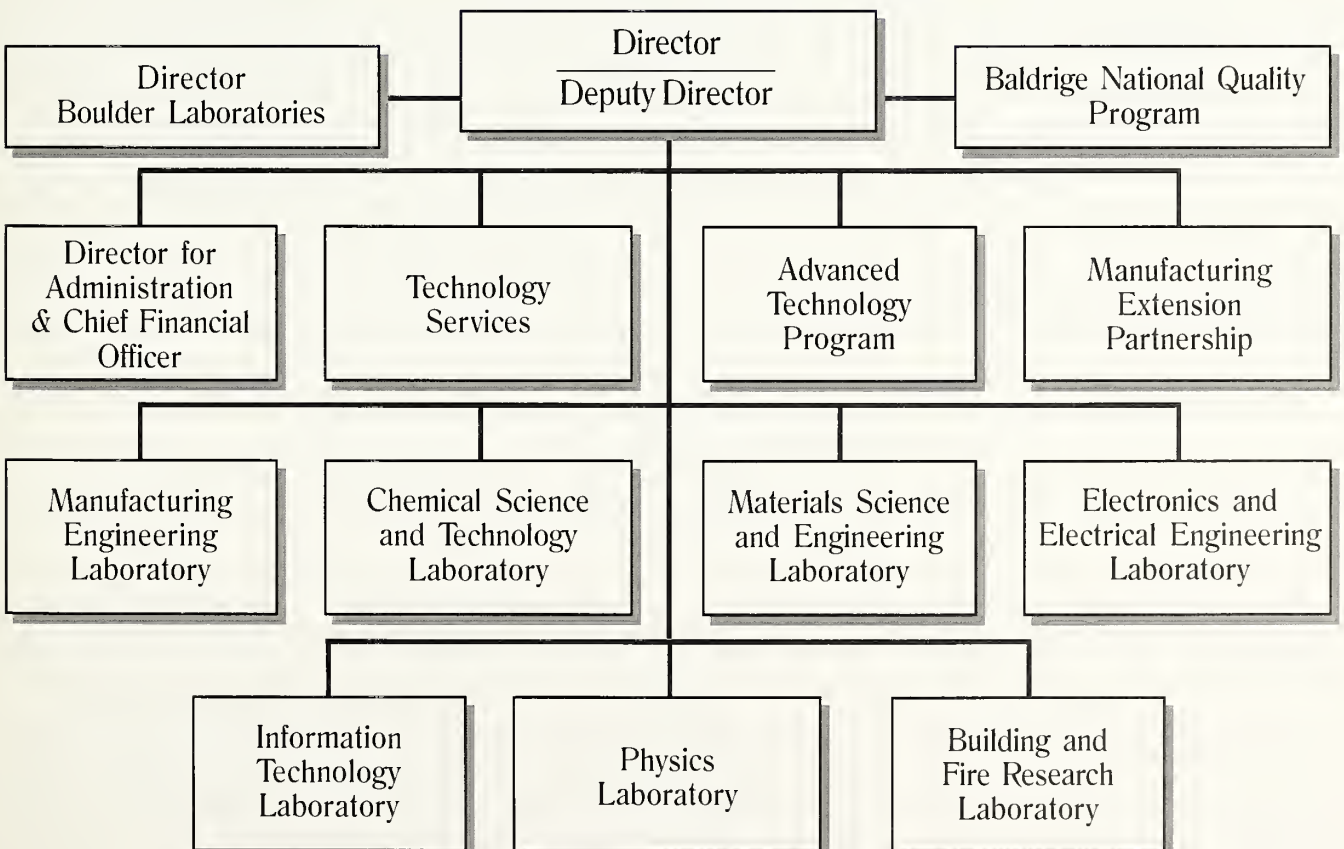 Director
Deputy Director
Director
Boulder Laboratories
Baldrige National Quality
Program
Director for
Administration
& Chief Financial
Officer
Technology
Services
Advanced
Technology
Program
Manufacturing
Extension
Partnership
Manufacturing
Engineering
Laboratory
Chemical Science
and Technology
Laboratory
Materials Science
and Engineering
Laboratory
Electronics and
Electrical Engineering
Laboratory
Information
Technology
Laboratory
Physics
Laboratory
Building and
Fire Research
Laboratory